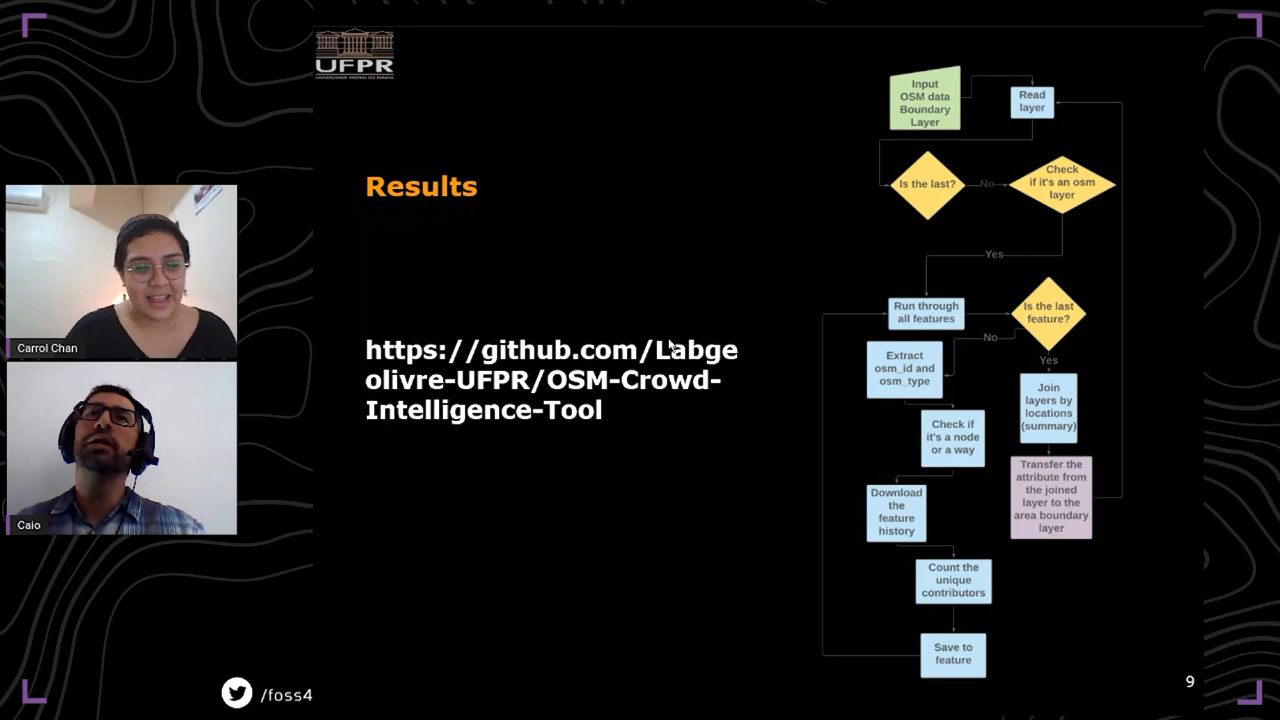 UFPR
UNIVERSIDADE FEDERAL DO PARANÁ
Results
https://github.com/Labge
olivre-UFPR/OSM-Crowd-
Intelligence-Tool
Input
OSM data
Boundary
Layer
Read
layer
Is the last?
No
Check
if it's an osm
layer
Yes
Run through
all features
Is the last
feature?
No
Yes
Extract
osm_id and
osm_type
Join
layers by
locations
(summary)
Check if
it's a node
or a way
Transfer the
attribute from
the joined
layer to the
area boundary
layer
Download
the
feature
history
Count the
unique
contributors
Save to
feature
Carrol Chan
Caio
/foss4
9